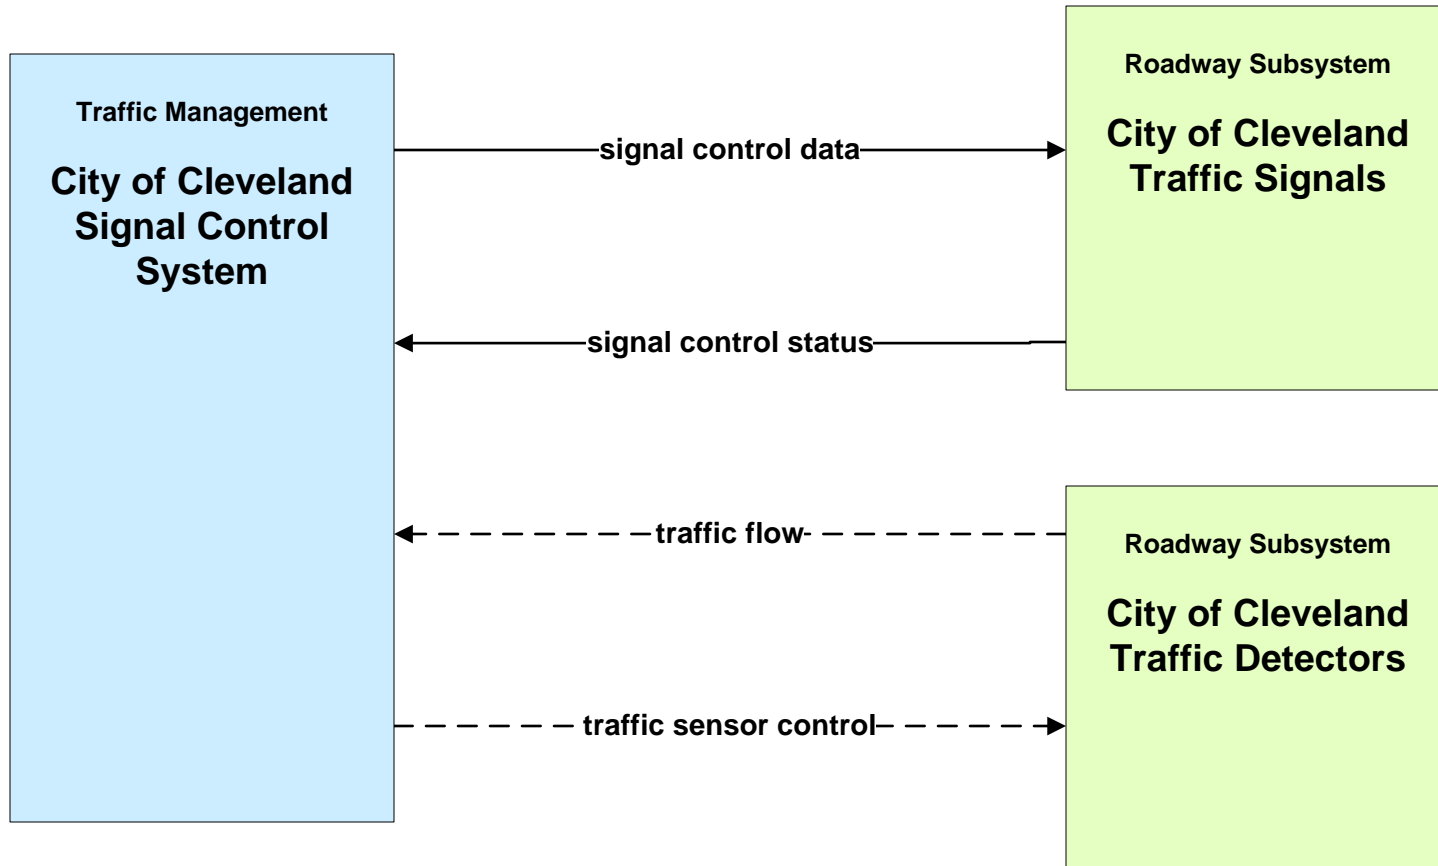 Traffic Management
City of Cleveland
Signal Control
System
signal control data
signal control status
traffic flow
traffic sensor control
Roadway Subsystem
City of Cleveland
Traffic Signals
Roadway Subsystem
City of Cleveland
Traffic Detectors